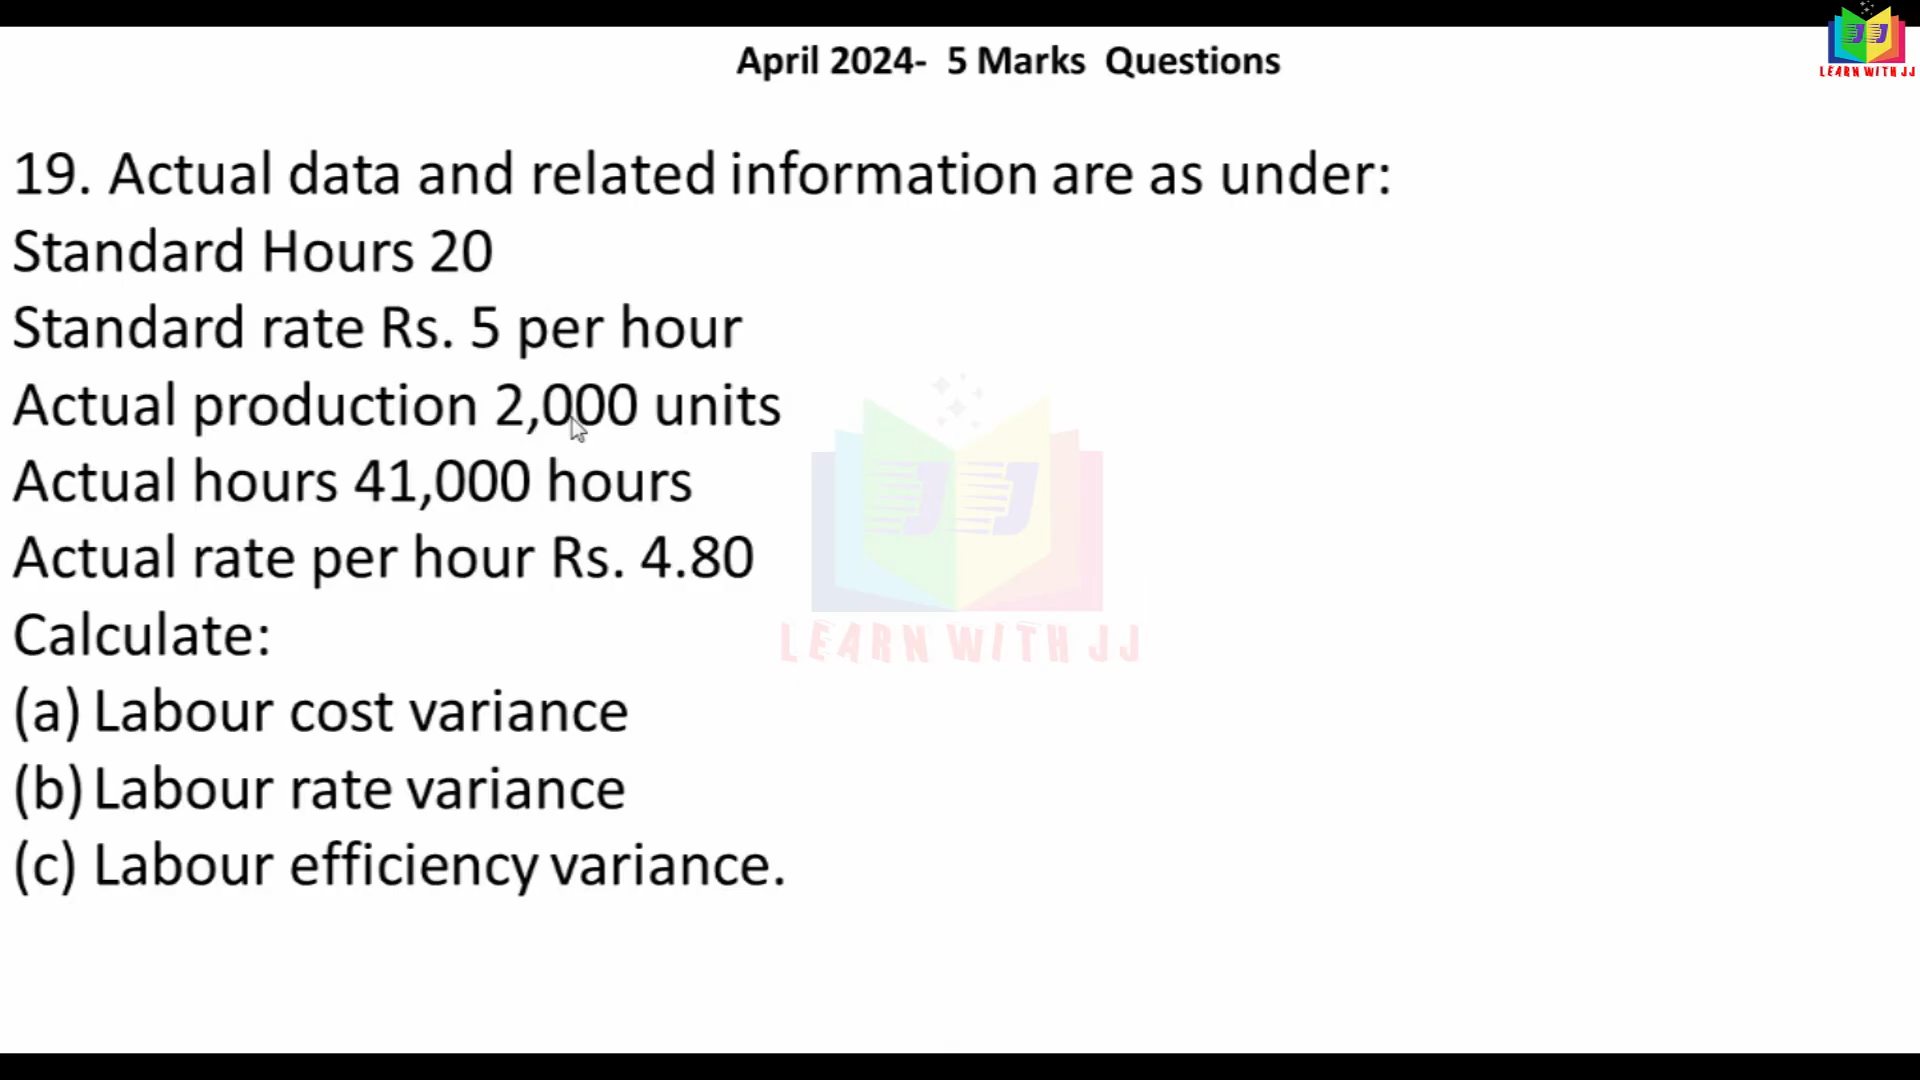 April 2024- 5 Marks Questions
LEARN WITH JJ
19. Actual data and related information are as under:
Standard Hours 20
Standard rate Rs. 5 per hour
Actual production 2,000 units
Actual hours 41,000 hours
Actual rate per hour Rs. 4.80
Calculate:
(a) Labour cost variance
(b) Labour rate variance
(c) Labour efficiency variance.
JJ
LEARN WITH JJ